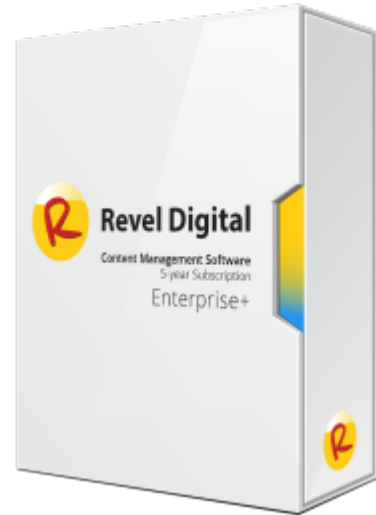 R
Revel Digital
Content Management Software
5-year Subscription
Enterprise+
R